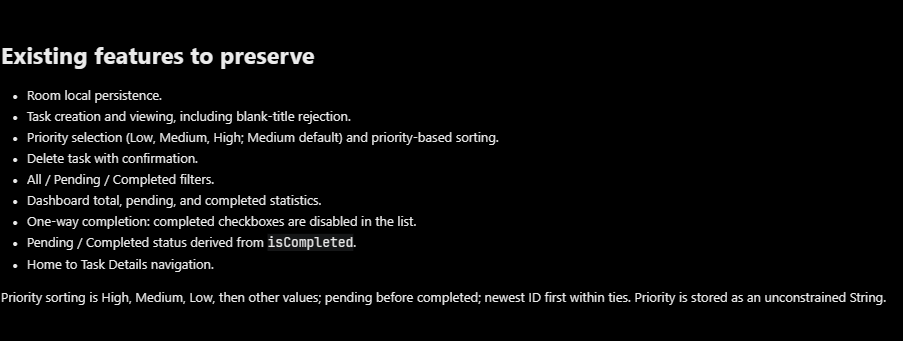 Existing features to preserve
• Room local persistence.
• Task creation and viewing, including blank-title rejection.
• Priority selection (Low, Medium, High; Medium default) and priority-based sorting.
• Delete task with confirmation.
• All / Pending / Completed filters.
• Dashboard total, pending, and completed statistics.
• One-way completion: completed checkboxes are disabled in the list.
• Pending / Completed status derived from isCompleted.
• Home to Task Details navigation.
Priority sorting is High, Medium, Low, then other values; pending before completed; newest ID first within ties. Priority is stored as an unconstrained String.